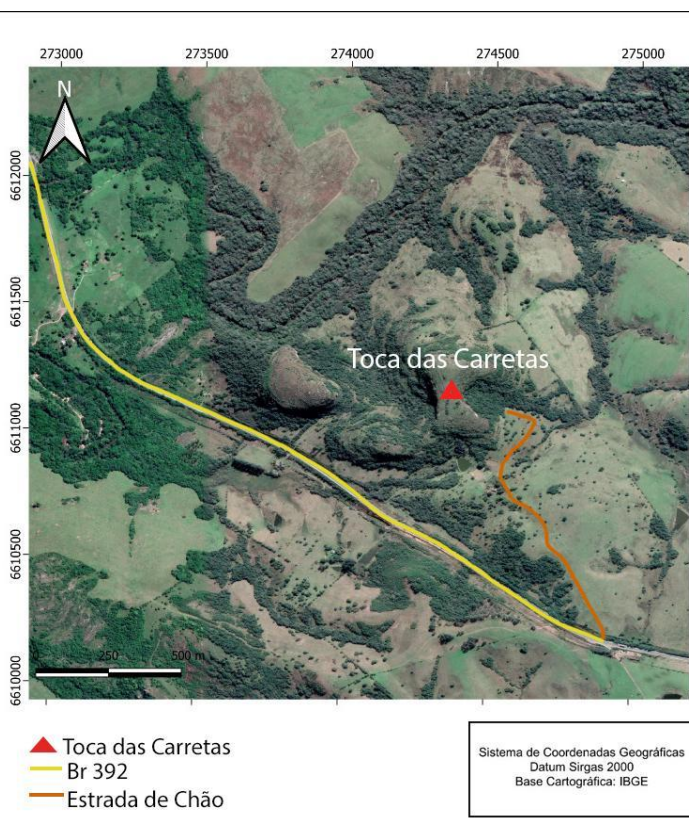 273000 273500 274000 274500 275000
N
6612000
6611500
Toca das Carretas
6611000
6610500
0 250 500 m
6610000
Toca das Carretas
Br 392
Estrada de Chão
Sistema de Coordenadas Geográficas
Datum Sirgas 2000
Base Cartográfica: IBGE